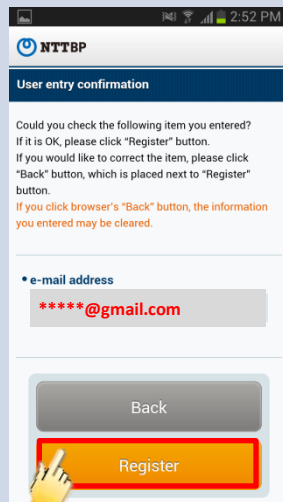 2:52 PM
NTTBP
User entry confirmation
Could you check the following item you entered?
If it is OK, please click “Register” button.
If you would like to correct the item, please click
“Back” button, which is placed next to “Register”
button.
If you click browser's “Back” button, the information
you entered may be cleared.
• e-mail address
*****@gmail.com
Back
Register